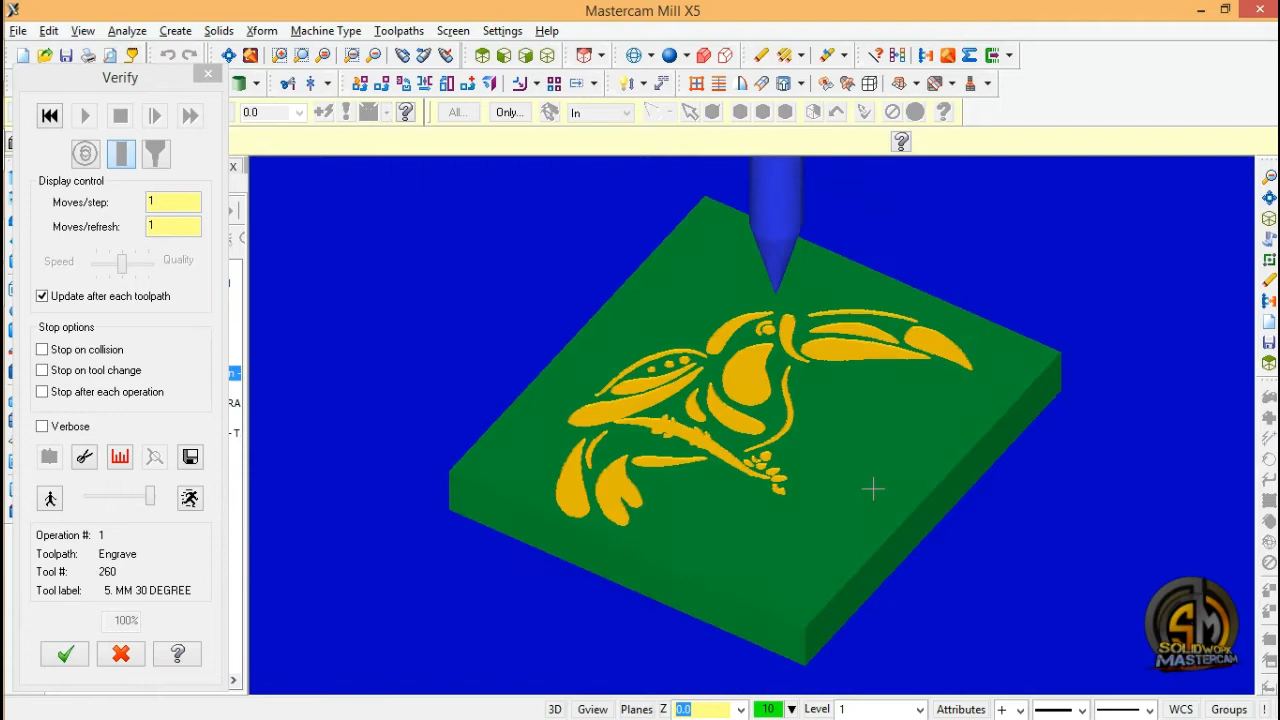 Mastercam Mill X5
File Edit View Analyze Create Solids Xform Machine Type Toolpaths Screen Settings Help
Verify
0.0 All... Only... In
X
Display control
Moves/step: 1
Moves/refresh: 1
Speed Quality
Update after each toolpath
Stop options
Stop on collision
Stop on tool change
Stop after each operation
Verbose
RA
- T
Operation #: 1
Toolpath: Engrave
Tool #: 260
Tool label: 5. MM 30 DEGREE
100%
SOLIDWORK
MASTERCAM
3D Gview Planes Z 0.0 10 Level 1 Attributes WCS Groups !